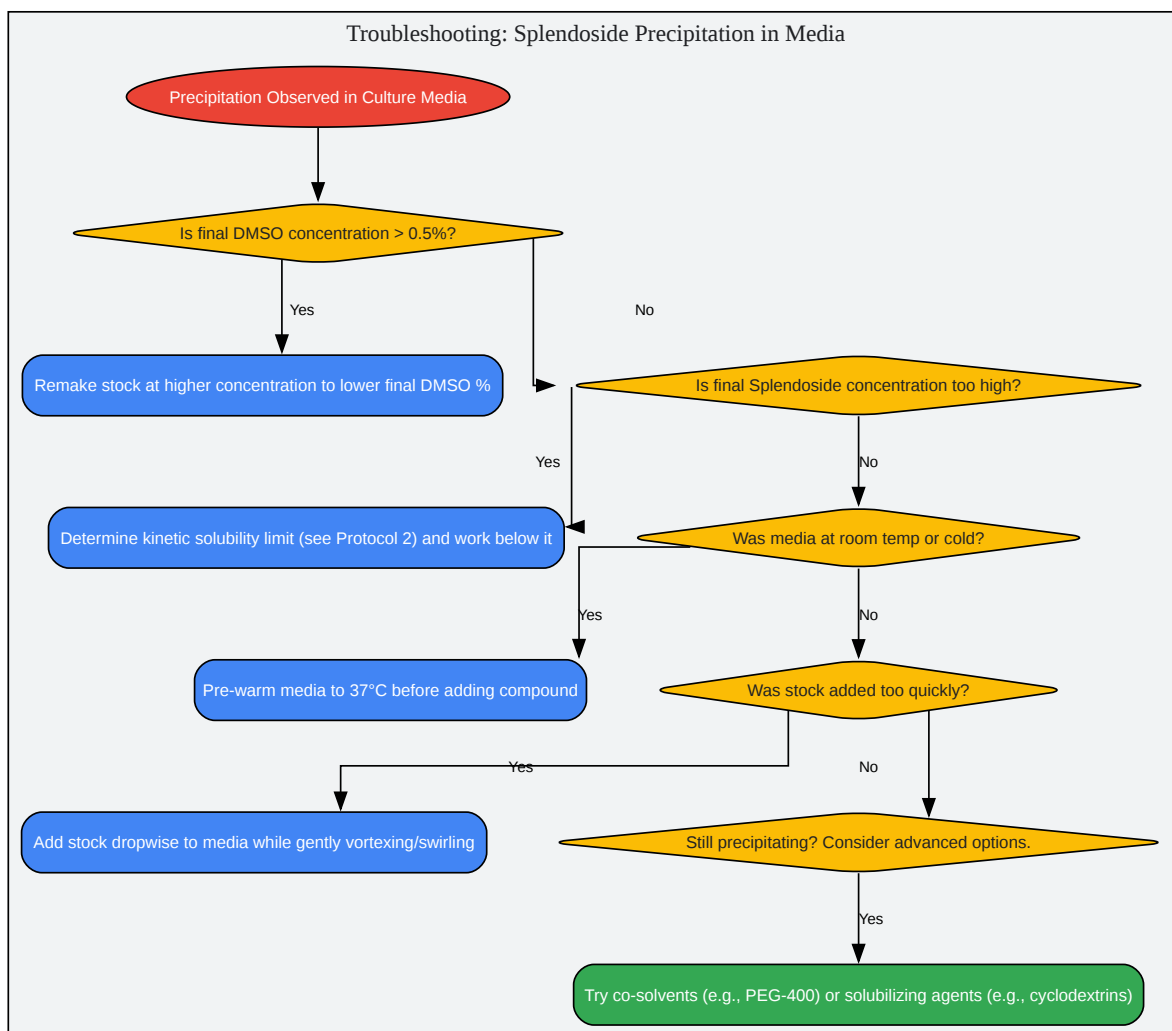 Troubleshooting: Splendoside Precipitation in Media
Precipitation Observed in Culture Media
Is final DMSO concentration > 0.5%?
Yes
No
Remake stock at higher concentration to lower final DMSO %
Is final Splendoside concentration too high?
Yes
No
Determine kinetic solubility limit (see Protocol 2) and work below it
Was media at room temp or cold?
Yes
No
Pre-warm media to 37°C before adding compound
Was stock added too quickly?
Yes
No
Add stock dropwise to media while gently vortexing/swirling
Still precipitating? Consider advanced options.
Yes
Try co-solvents (e.g., PEG-400) or solubilizing agents (e.g., cyclodextrins)